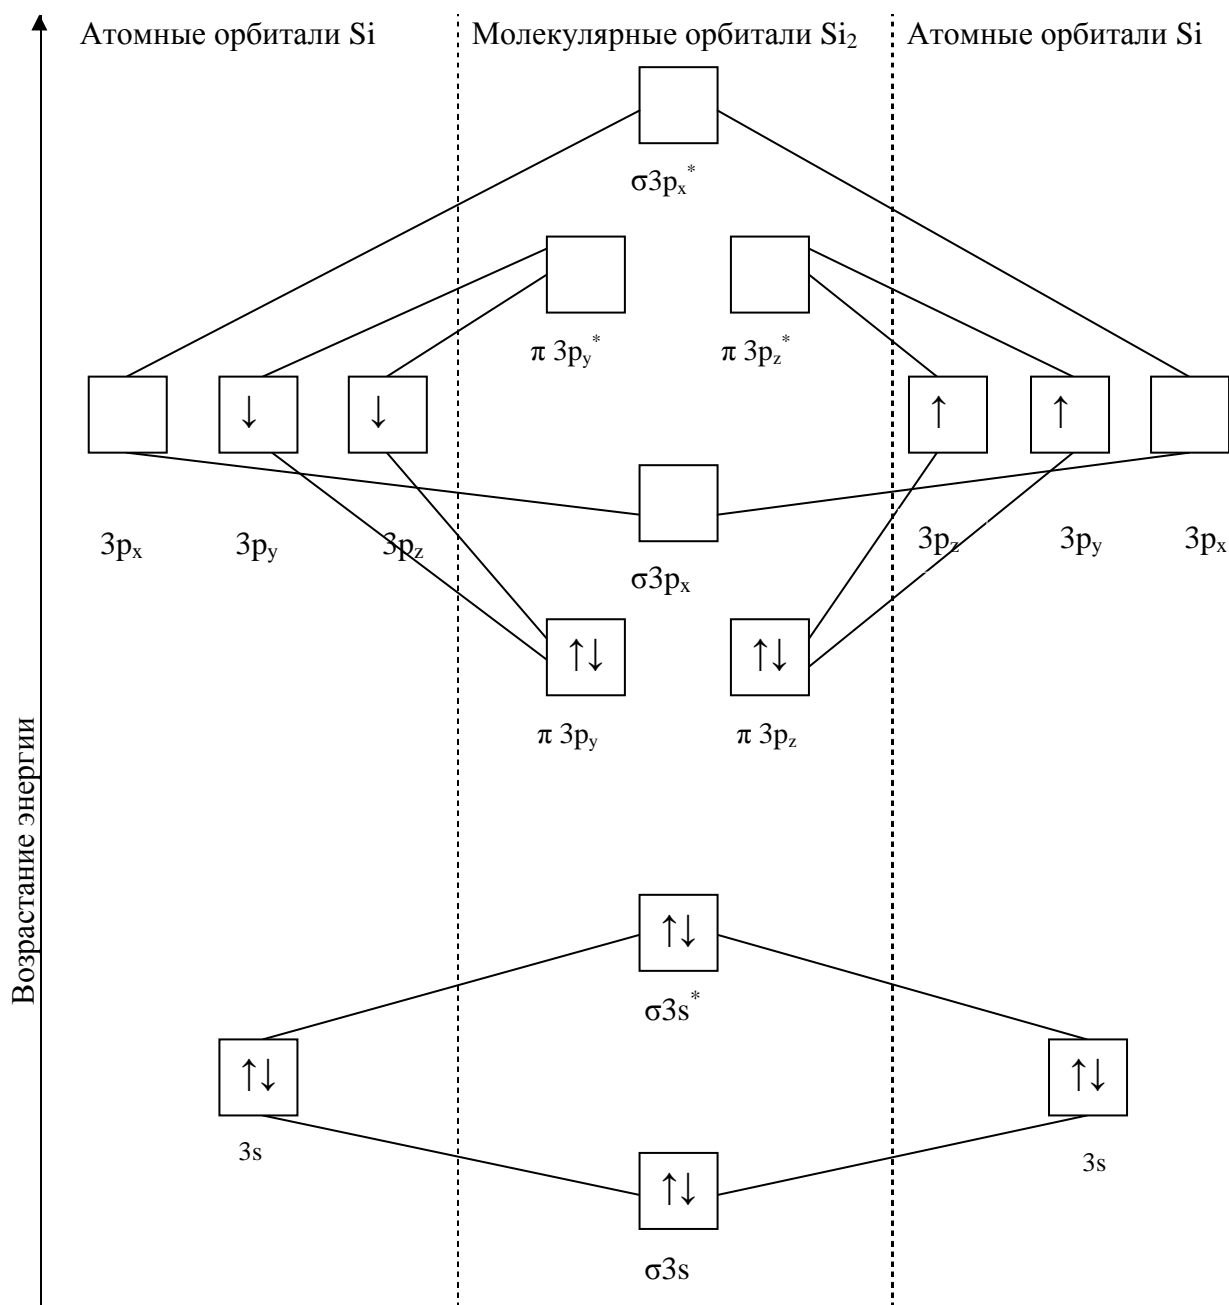 Атомные орбитали Si
Молекулярные орбитали Si₂
Атомные орбитали Si
σ3pₓ*
π 3p_y*
π 3p_z*
↓
↓
↑
↑
3pₓ
3p_y
3p_z
3p_z
3p_y
3pₓ
σ3pₓ
↑↓
↑↓
π 3p_y
π 3p_z
Возрастание энергии
↑↓
σ3s*
↑↓
↑↓
3s
3s
↑↓
σ3s